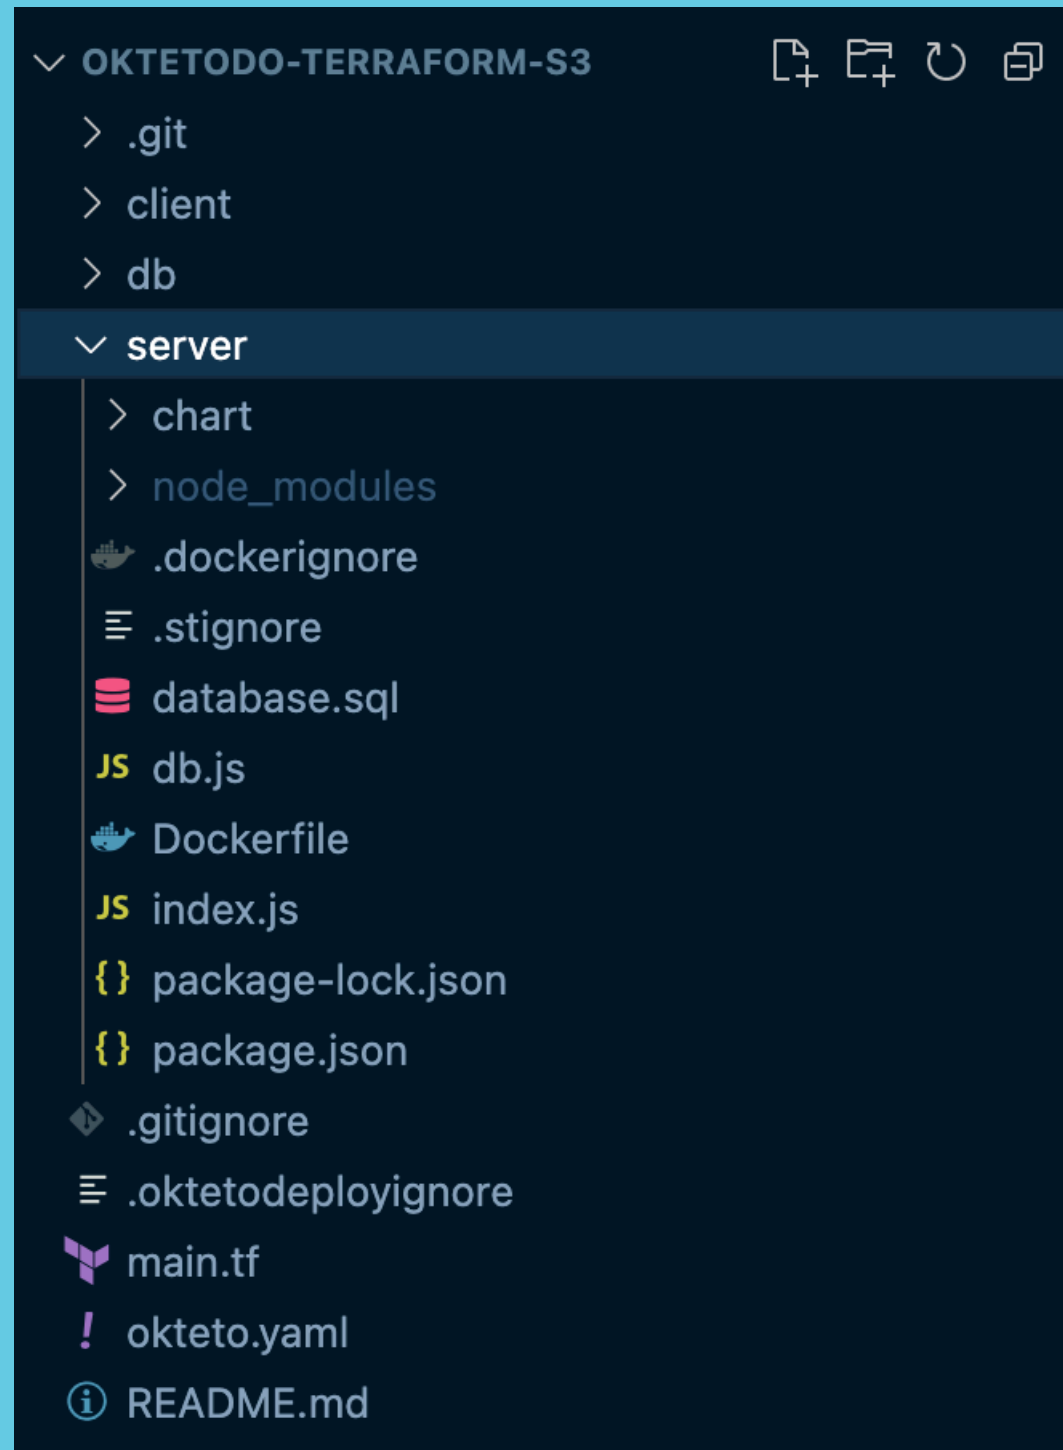 OKTETODO-TERRAFORM-S3
.git
client
db
server
chart
node_modules
.dockerignore
.stignore
database.sql
JS db.js
Dockerfile
JS index.js
{} package-lock.json
{} package.json
.gitignore
.oktetodeployignore
main.tf
! okteto.yaml
README.md